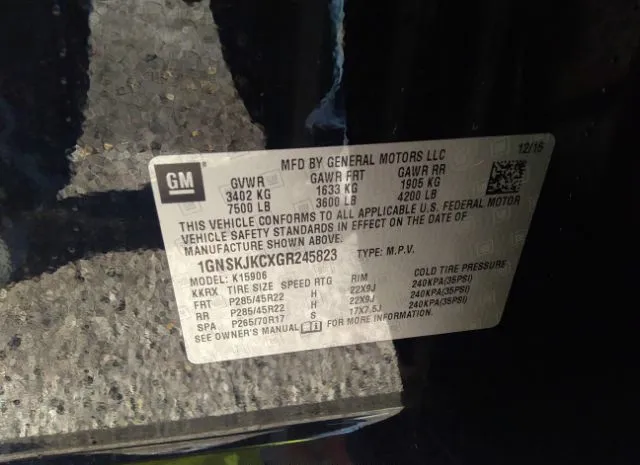 GM
MFD BY GENERAL MOTORS LLC 12/15
GVWR GAWR FRT GAWR RR
3402 KG 1633 KG 1905 KG
7500 LB 3600 LB 4200 LB
THIS VEHICLE CONFORMS TO ALL APPLICABLE U.S. FEDERAL MOTOR
VEHICLE SAFETY STANDARDS IN EFFECT ON THE DATE OF
MANUFACTURE SHOWN ABOVE.
1GNSKJKCXGR245823 TYPE: M.P.V.
MODEL: K15906
KKRX TIRE SIZE SPEED RTG RIM COLD TIRE PRESSURE
FRT P285/45R22 H 22X9J 240KPA(35PSI)
RR P285/45R22 H 22X9J 240KPA(35PSI)
SPA P265/70R17 S 17X7.5J 240KPA(35PSI)
SEE OWNER'S MANUAL FOR MORE INFORMATION.